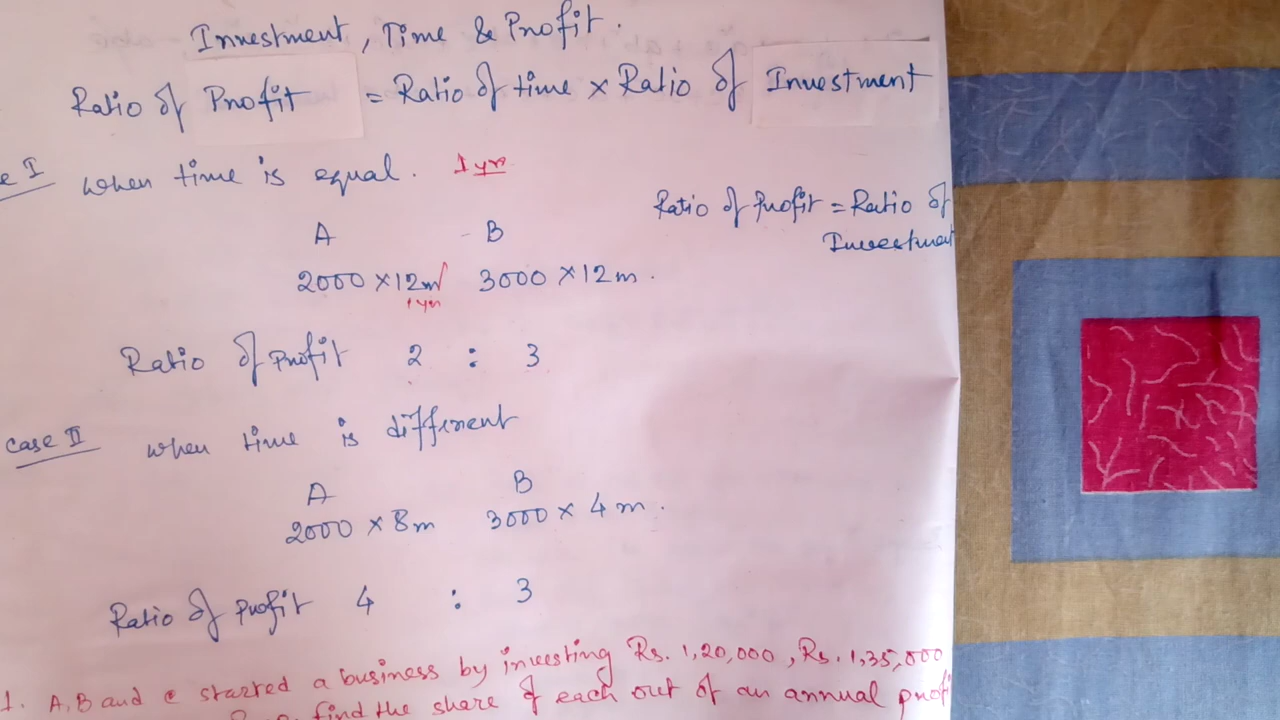 Investment, Time & Profit.
Ratio of Profit = Ratio of time × Ratio of Investment
e I when time is equal. 1 yr
Ratio of Profit = Ratio of
Investment
A B
2000 × 12m 3000 × 12m.
1 yr
Ratio of Profit 2 : 3
Case II when time is different
A B
2000 × 8m 3000 × 4m.
Ratio of Profit 4 : 3
1. A, B and C started a business by investing Rs. 1,20,000, Rs. 1,35,000
find the share of each out of an annual profi